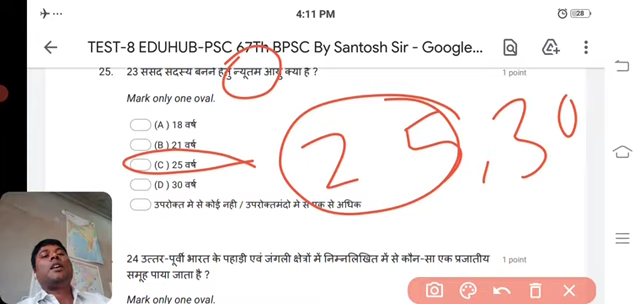 4:11 PM
28
TEST-8 EDUHUB-PSC 67Th BPSC By Santosh Sir - Google...
25. 23 संसद सदस्य बनने हेतु न्यूतम आयु क्या है ?
1 point
Mark only one oval.
(A) 18 वर्ष
(B) 21 वर्ष
(C) 25 वर्ष
(D) 30 वर्ष
उपरोक्त मे से कोई नही / उपरोक्तमंदो मे से एक से अधिक
25,30
24 उत्तर-पूर्वी भारत के पहाड़ी एवं जंगली क्षेत्रों में निम्नलिखित में से कौन-सा एक प्रजातीय
1 point
समूह पाया जाता है ?
Mark only one oval.